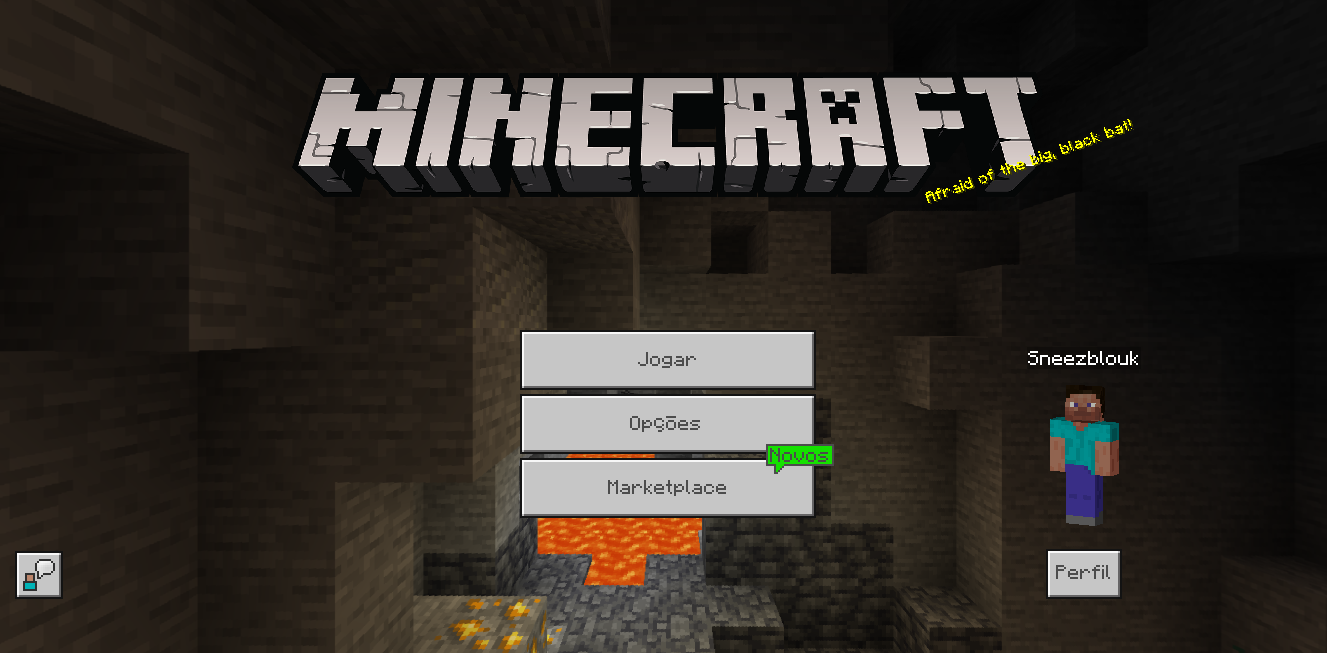 MINECRAFT
Afraid of the Big, black bat!
Jogar
Sneezblouk
Opções
Novos
Marketplace
Perfil